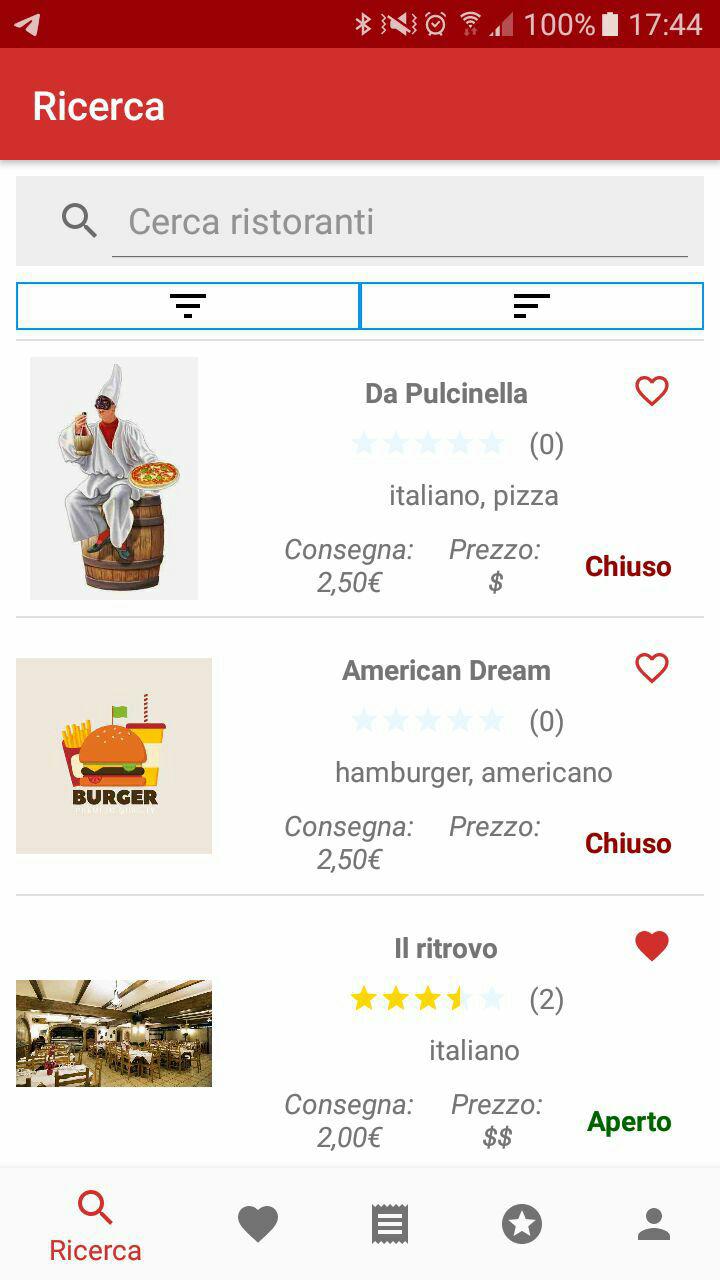 100% 17:44
Ricerca
Cerca ristoranti
Da Pulcinella
(0)
italiano, pizza
Consegna: Prezzo:
2,50€ $
Chiuso
American Dream
(0)
hamburger, americano
BURGER
Consegna: Prezzo:
2,50€
Chiuso
Il ritrovo
(2)
italiano
Consegna: Prezzo:
2,00€ $$
Aperto
Ricerca